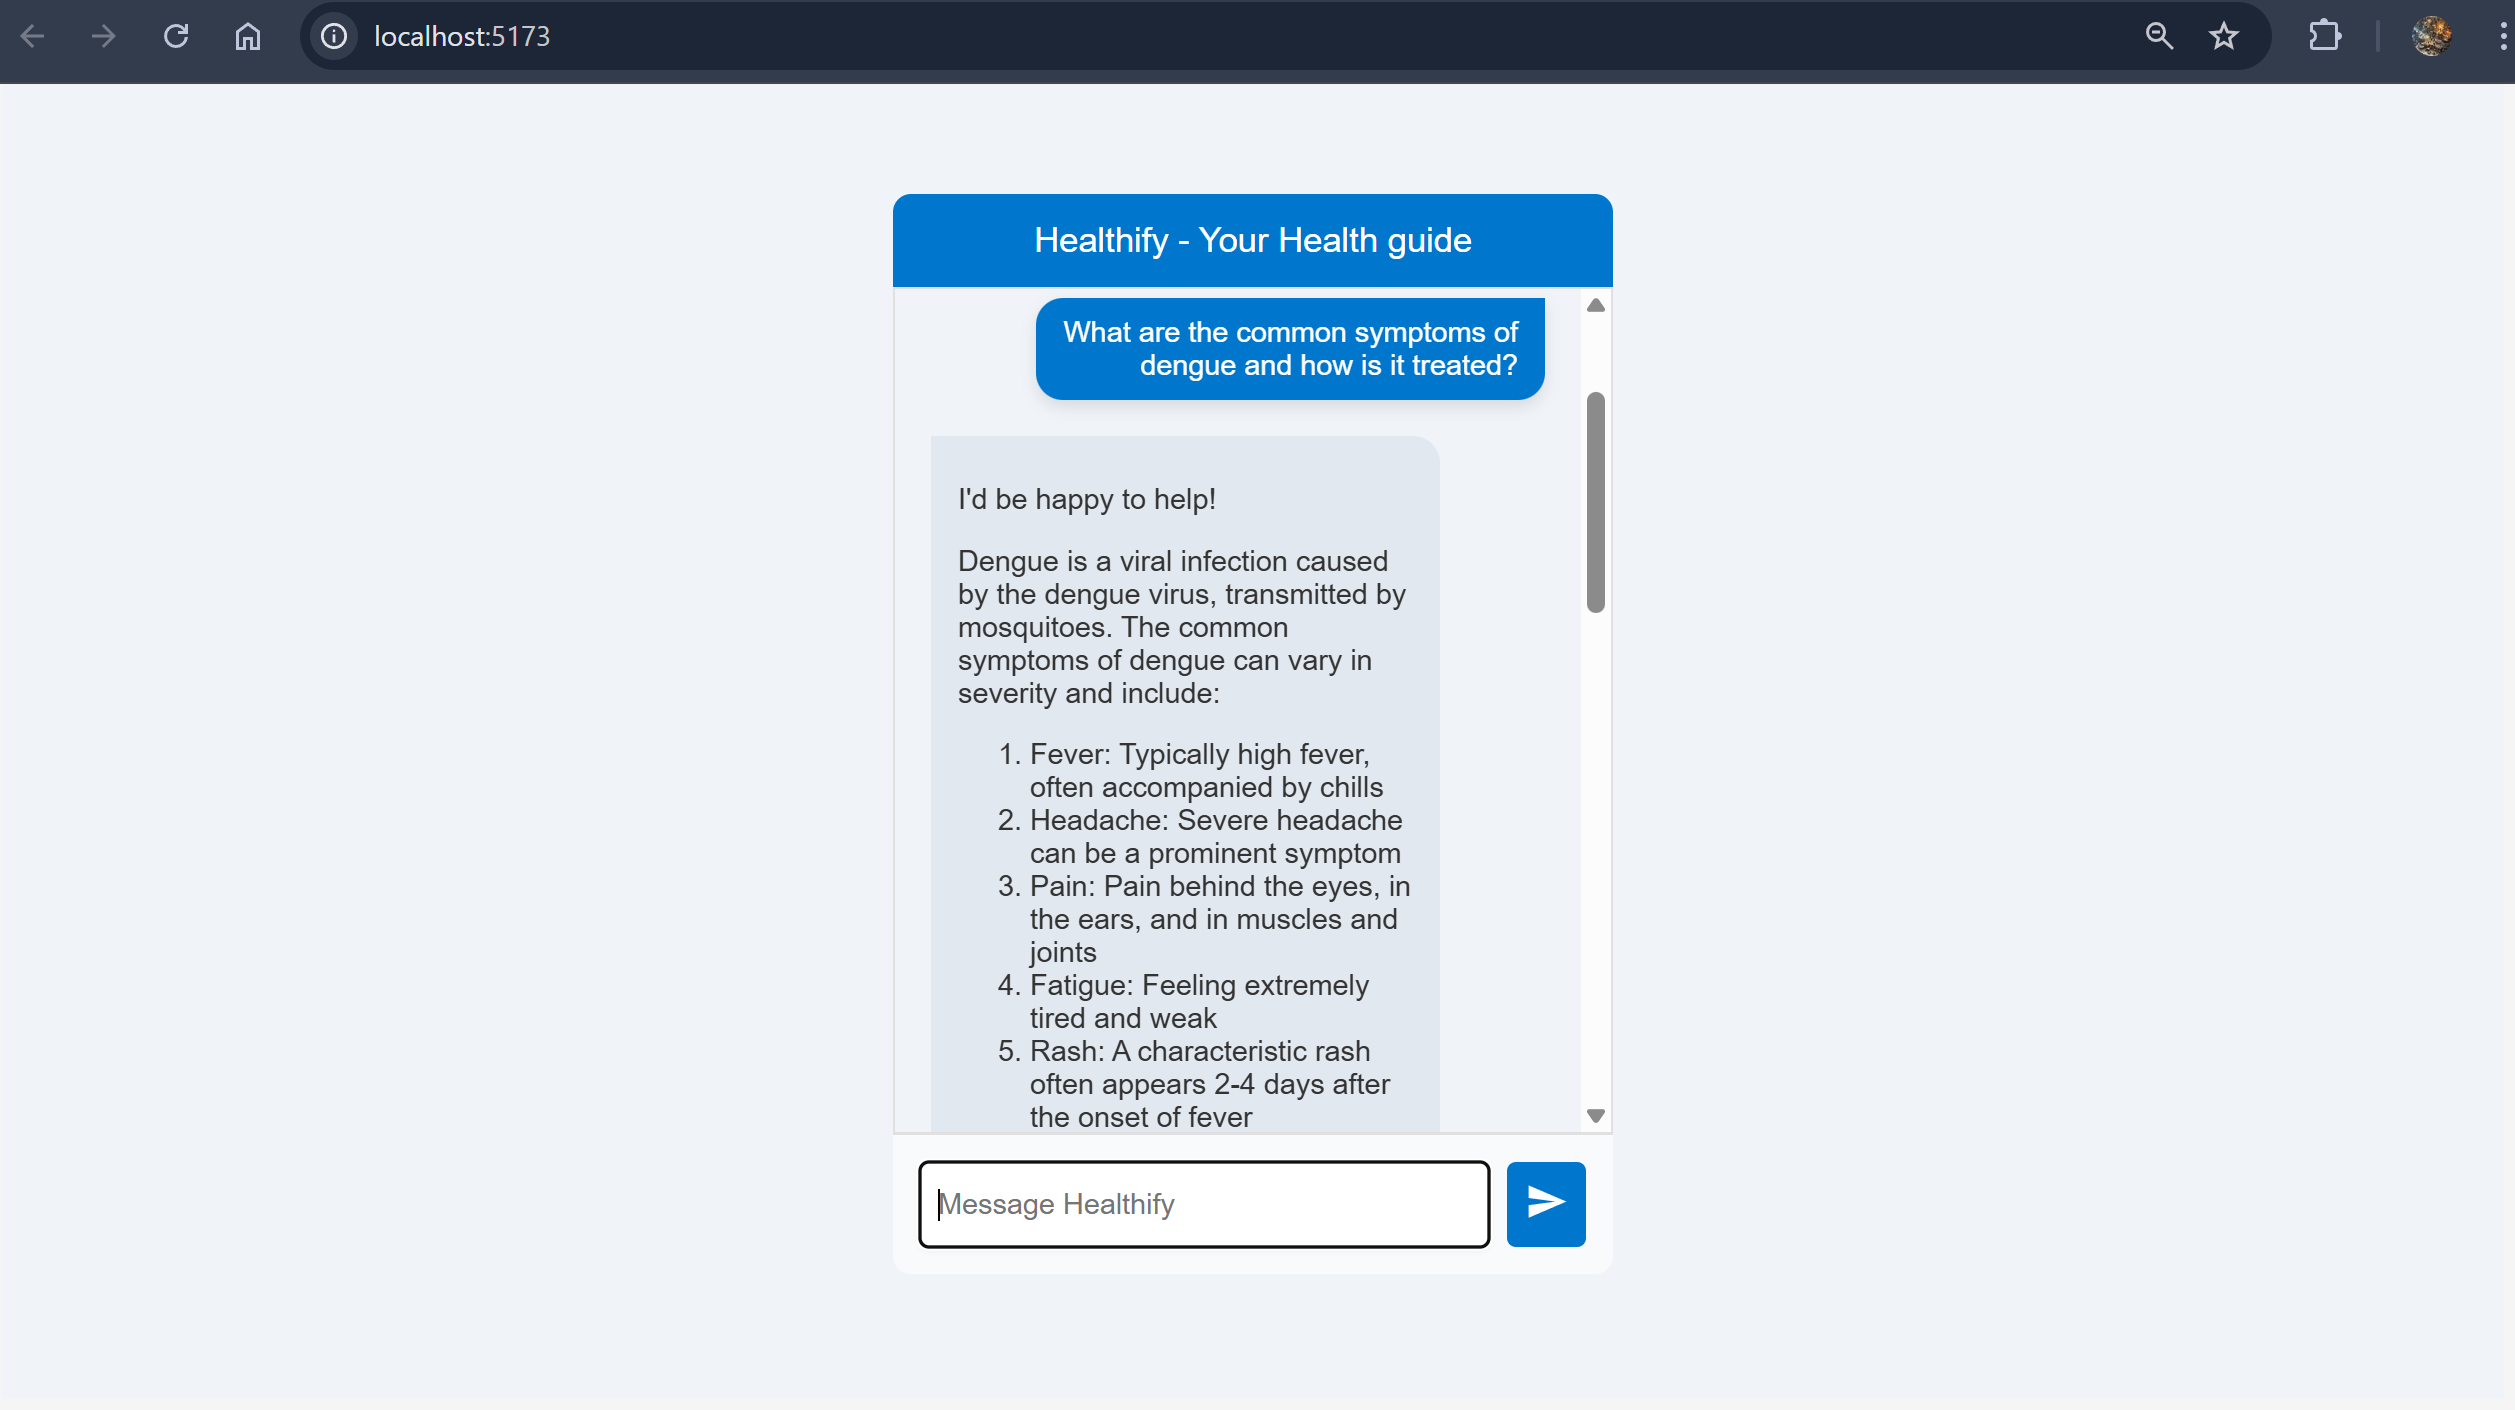 localhost:5173
Healthify - Your Health guide
What are the common symptoms of
dengue and how is it treated?
I'd be happy to help!
Dengue is a viral infection caused
by the dengue virus, transmitted by
mosquitoes. The common
symptoms of dengue can vary in
severity and include:
1. Fever: Typically high fever,
often accompanied by chills
2. Headache: Severe headache
can be a prominent symptom
3. Pain: Pain behind the eyes, in
the ears, and in muscles and
joints
4. Fatigue: Feeling extremely
tired and weak
5. Rash: A characteristic rash
often appears 2-4 days after
the onset of fever
Message Healthify